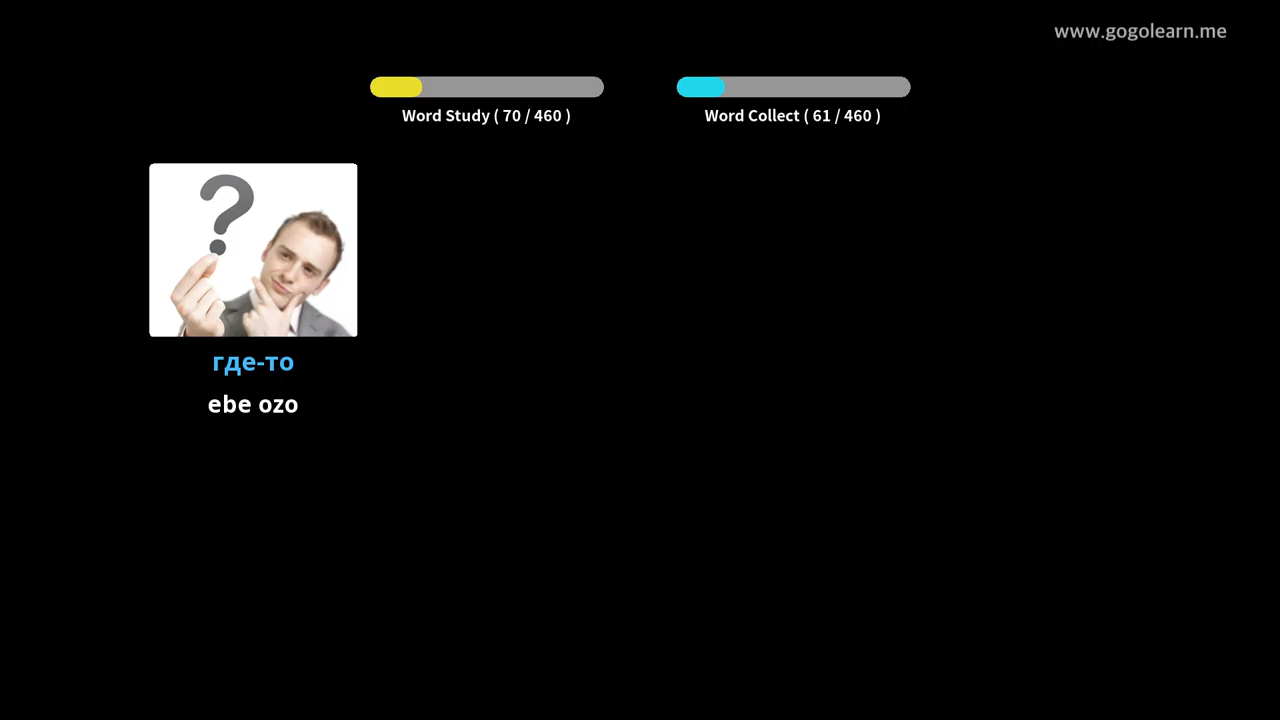 www.gogolearn.me
Word Study ( 70 / 460 )
Word Collect ( 61 / 460 )
?
где-то
ebe ozo